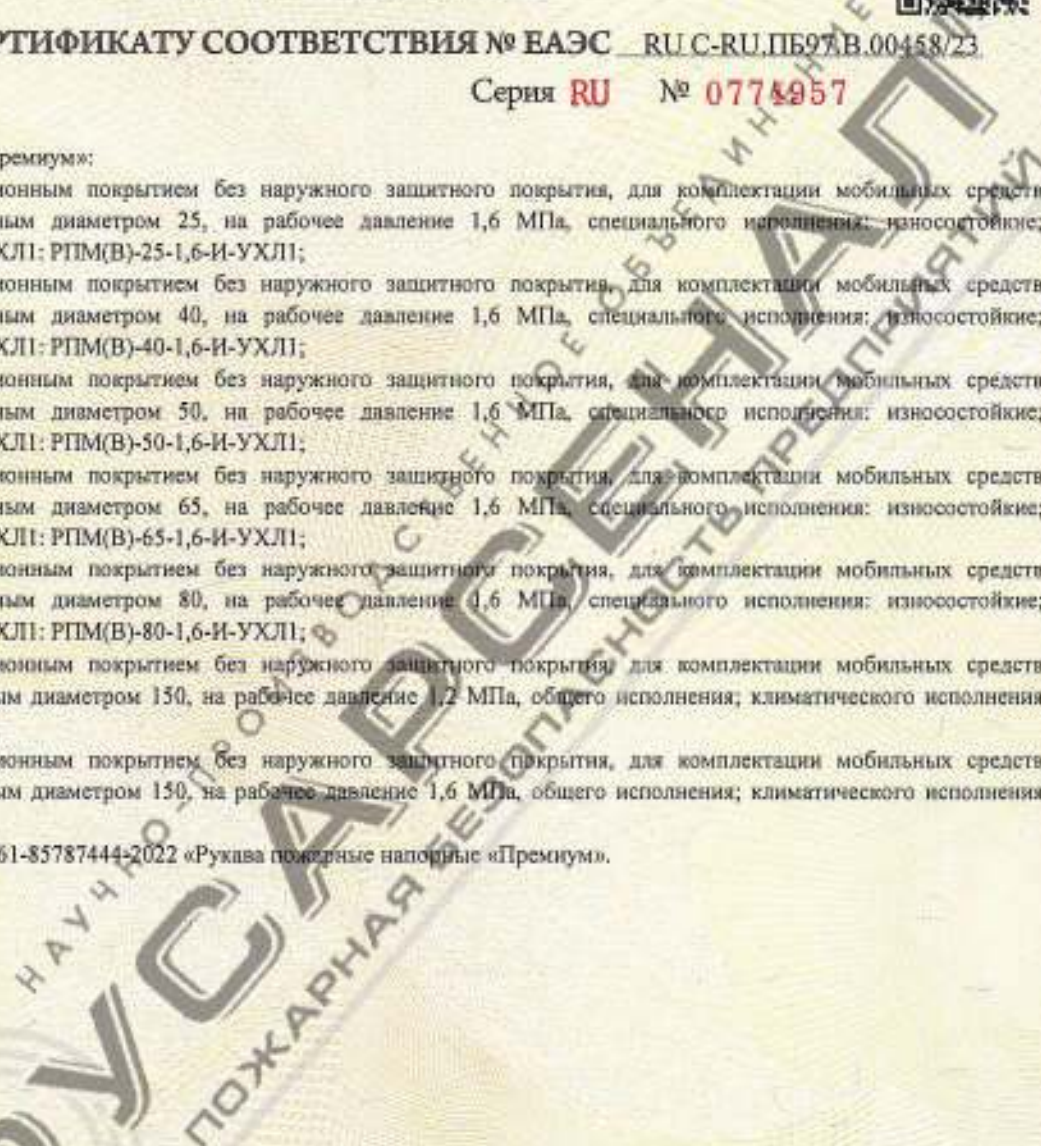 РТИФИКАТУ СООТВЕТСТВИЯ № ЕАЭС RU C-RU.ПБ97.В.00458/23
Серия RU № 0774957
ремиум»:
ионным покрытием без наружного защитного покрытия, для комплектации мобильных средств
ным диаметром 25, на рабочее давление 1,6 МПа, специального исполнения: износостойкие;
ХЛ1: РПМ(В)-25-1,6-И-УХЛ1;
ионным покрытием без наружного защитного покрытия, для комплектации мобильных средств
ным диаметром 40, на рабочее давление 1,6 МПа, специального исполнения: износостойкие;
ХЛ1: РПМ(В)-40-1,6-И-УХЛ1;
ионным покрытием без наружного защитного покрытия, для комплектации мобильных средств
ным диаметром 50, на рабочее давление 1,6 МПа, специального исполнения: износостойкие;
ХЛ1: РПМ(В)-50-1,6-И-УХЛ1;
ионным покрытием без наружного защитного покрытия, для комплектации мобильных средств
ным диаметром 65, на рабочее давление 1,6 МПа, специального исполнения: износостойкие;
ХЛ1: РПМ(В)-65-1,6-И-УХЛ1;
ионным покрытием без наружного защитного покрытия, для комплектации мобильных средств
ным диаметром 80, на рабочее давление 1,6 МПа, специального исполнения: износостойкие;
ХЛ1: РПМ(В)-80-1,6-И-УХЛ1;
ионным покрытием без наружного защитного покрытия, для комплектации мобильных средств
ым диаметром 150, на рабочее давление 1,2 МПа, общего исполнения; климатического исполнения
ионным покрытием без наружного защитного покрытия, для комплектации мобильных средств
ым диаметром 150, на рабочее давление 1,6 МПа, общего исполнения; климатического исполнения
61-85787444-2022 «Рукава пожарные напорные «Премиум».
НАУЧНО-ПРОИЗВОДСТВЕННОЕ ОБЪЕДИНЕНИЕ
РУСАРСЕНАЛ
ПОЖАРНАЯ БЕЗОПАСНОСТЬ ПРЕДПРИЯТИЙ